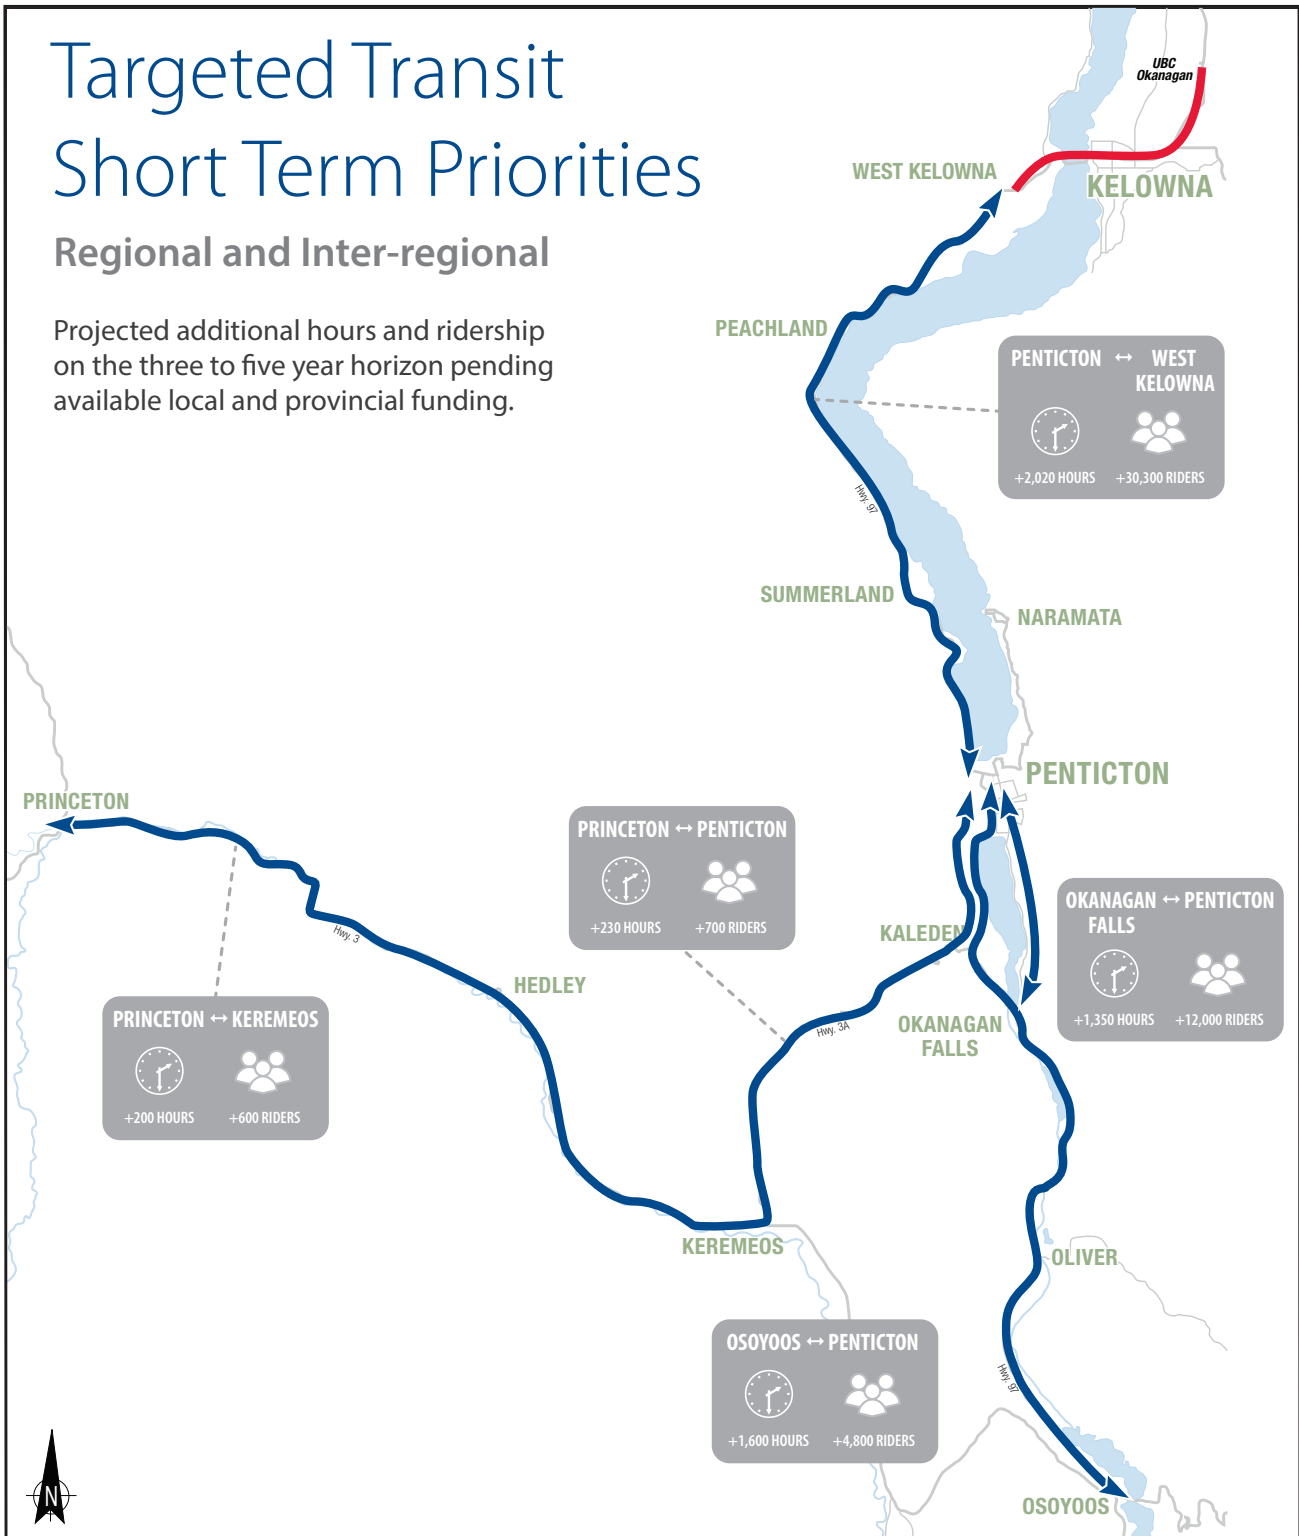 Targeted Transit
Short Term Priorities
Regional and Inter-regional
Projected additional hours and ridership
on the three to five year horizon pending
available local and provincial funding.
UBC
Okanagan
WEST KELOWNA
KELOWNA
PEACHLAND
PENTICTON ↔ WEST
KELOWNA
+2,020 HOURS +30,300 RIDERS
Hwy. 97
SUMMERLAND
NARAMATA
PENTICTON
PRINCETON
PRINCETON ↔ PENTICTON
+230 HOURS +700 RIDERS
OKANAGAN ↔ PENTICTON
FALLS
+1,350 HOURS +12,000 RIDERS
KALEDEN
Hwy. 3
HEDLEY
OKANAGAN
FALLS
Hwy. 3A
PRINCETON ↔ KEREMEOS
+200 HOURS +600 RIDERS
KEREMEOS
OLIVER
OSOYOOS ↔ PENTICTON
+1,600 HOURS +4,800 RIDERS
Hwy. 97
N
OSOYOOS